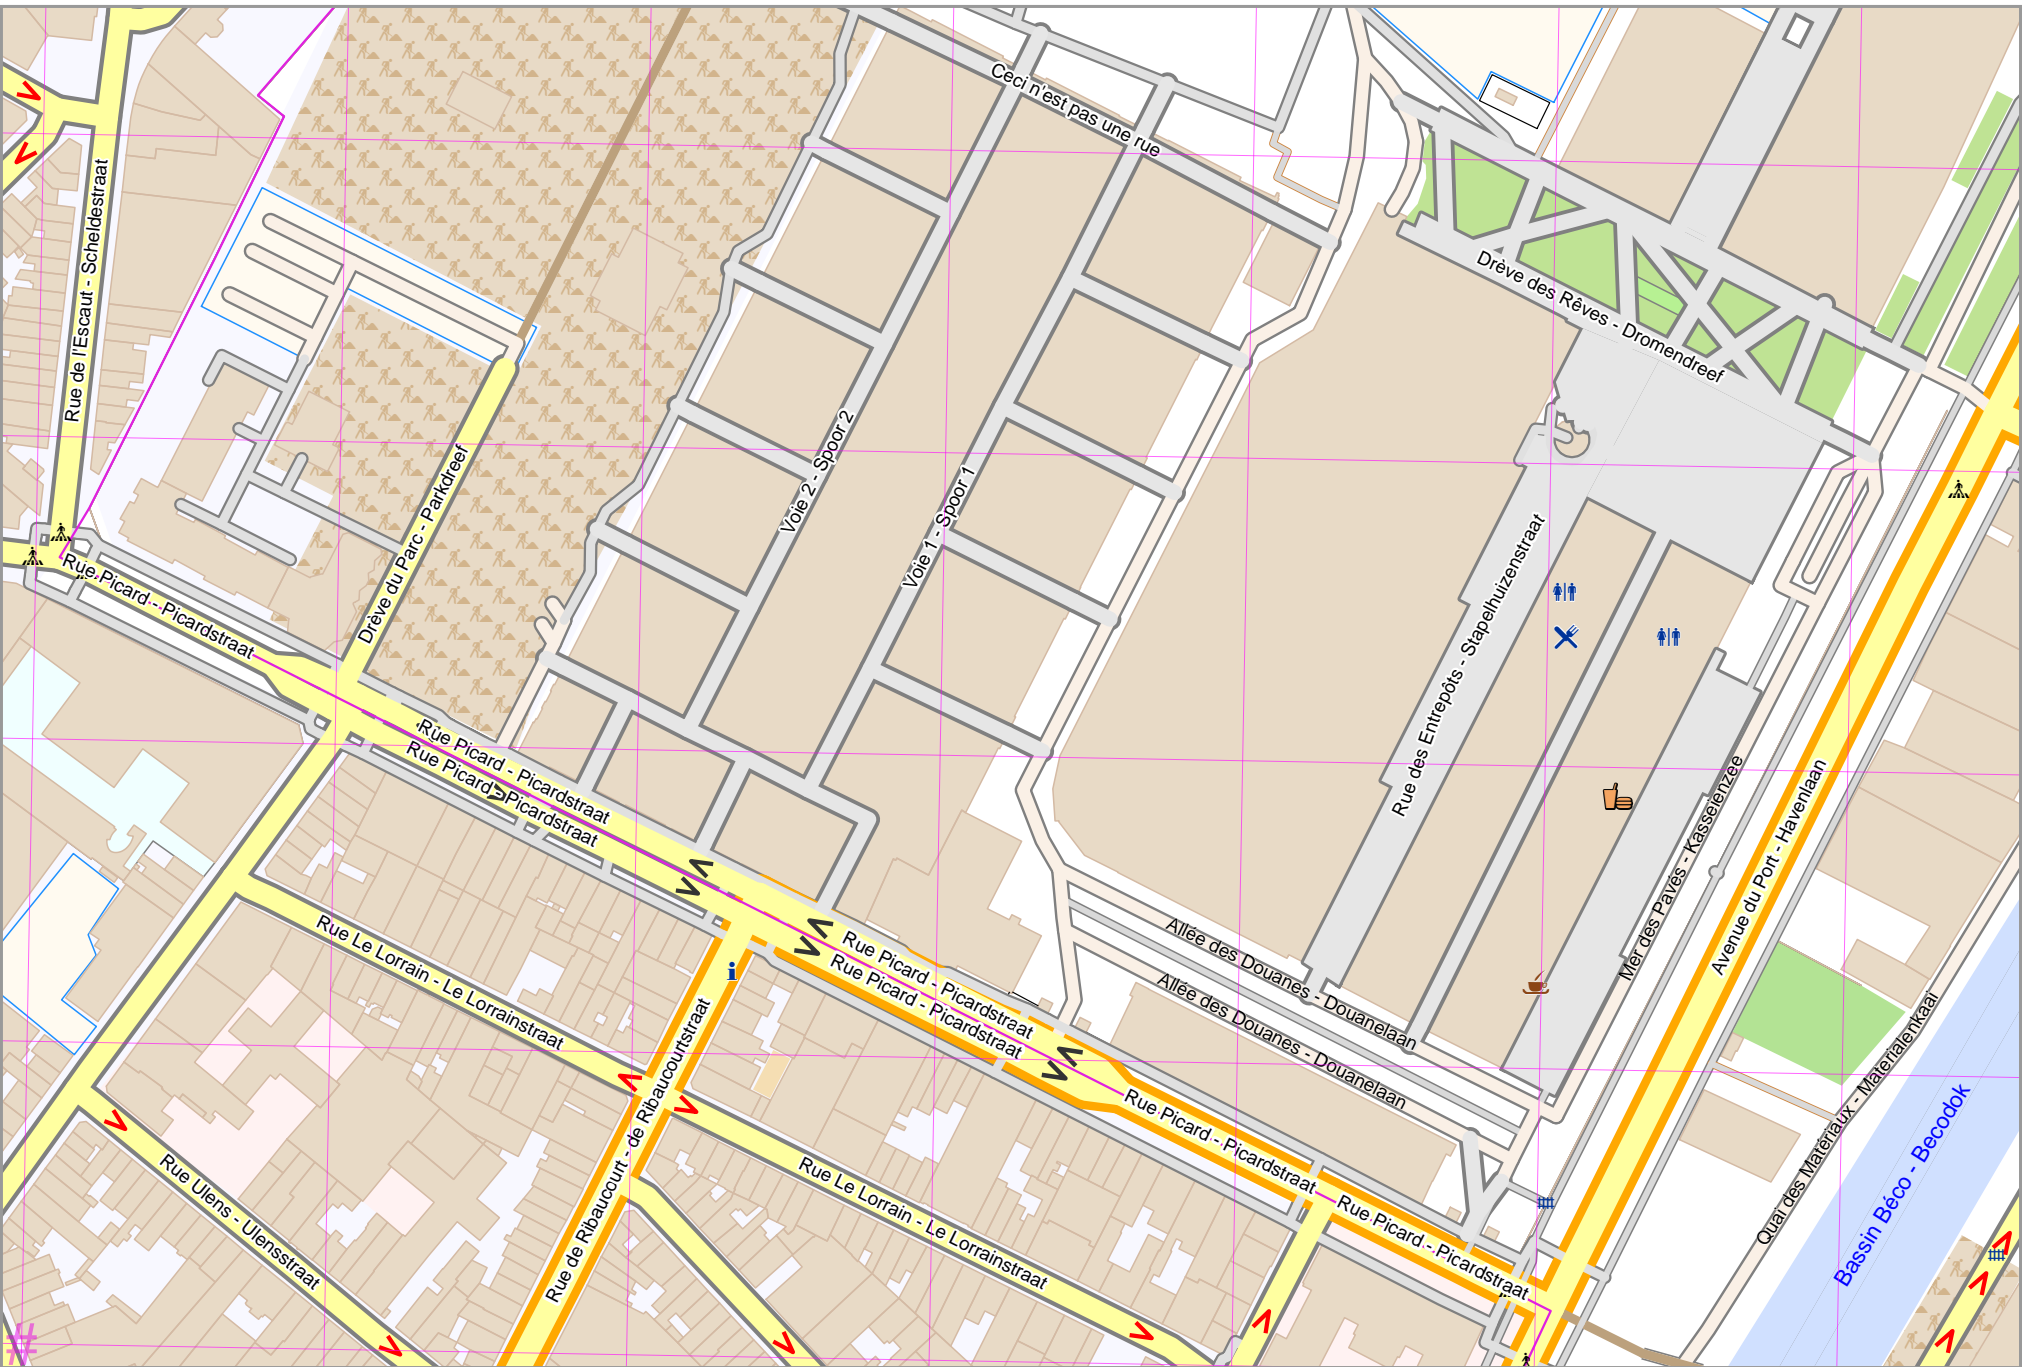 Ceci n'est pas une rue
Rue de l'Escaut - Scheldestraat
Drève des Rêves - Dromendreef
Voie 2 - Spoor 2
Voie 1 - Spoor 1
Drève du Parc - Parkdreef
Rue des Entrepôts - Stapelhuizenstraat
Rue Picard - Picardstraat
Rue Picard - Picardstraat
Rue Picard - Picardstraat
Mer des Pavés - Kasseienzee
Avenue du Port - Havenlaan
Rue Le Lorrain - Le Lorrainstraat
Allée des Douanes - Douanelaan
Allée des Douanes - Douanelaan
Rue Picard - Picardstraat
Rue Picard - Picardstraat
i
Rue de Ribaucourt - de Ribaucourtstraat
Quai des Matériaux - Materialenkaai
Bassin Béco - Becodok
Rue Picard - Picardstraat
Rue Picard - Picardstraat
Rue Ulens - Ulensstraat
Rue Le Lorrain - Le Lorrainstraat
#